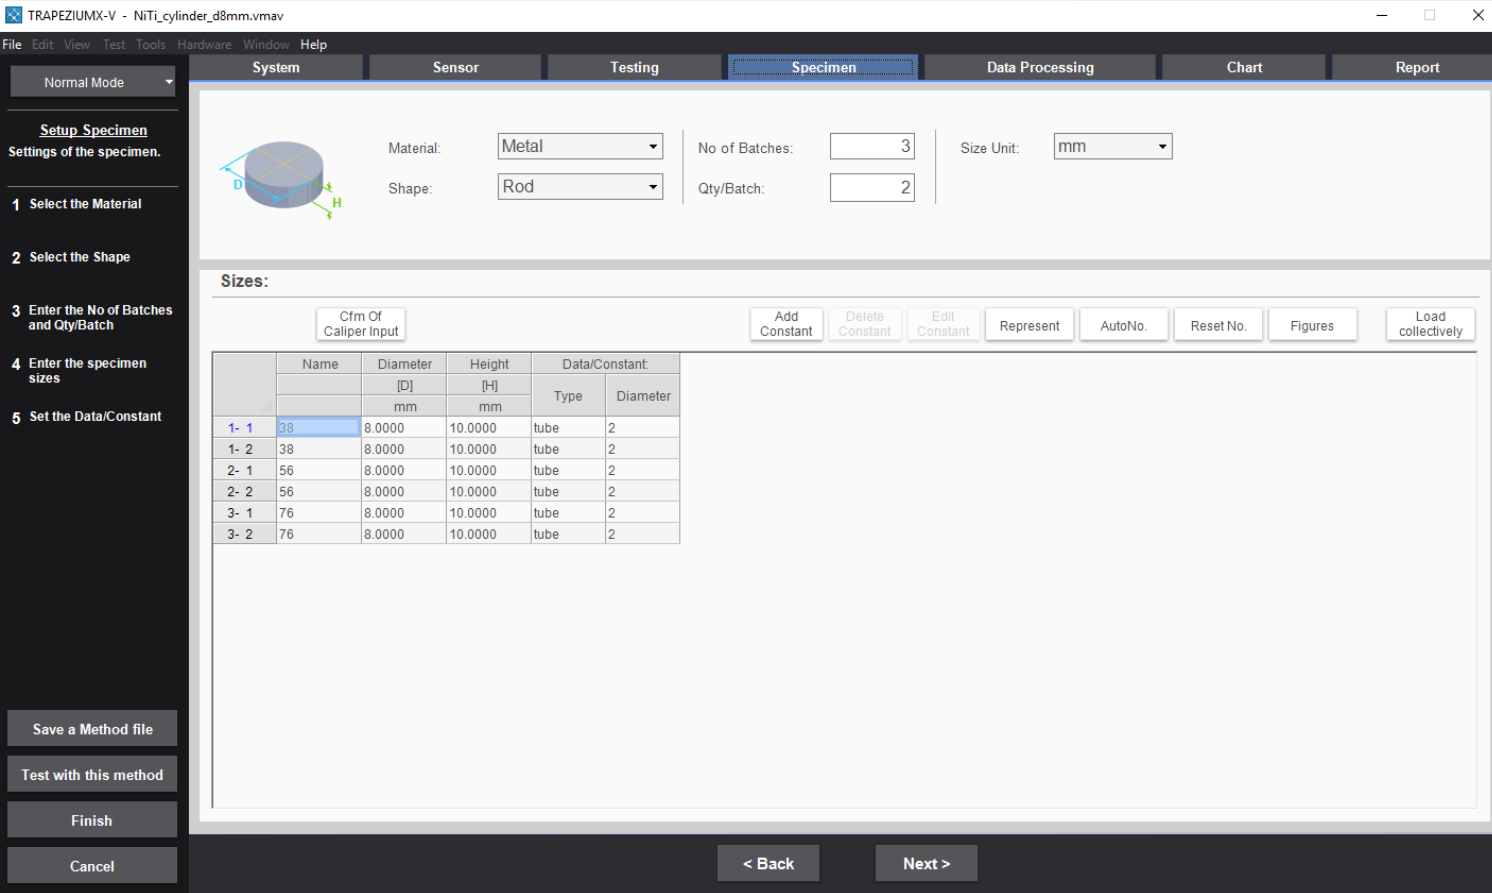 TRAPEZIUMX-V - NiTi_cylinder_d8mm.vmav
File Edit View Test Tools Hardware Window Help
Normal Mode
System Sensor Testing Specimen Data Processing Chart Report
Setup Specimen
Settings of the specimen.
1 Select the Material
2 Select the Shape
3 Enter the No of Batches
and Qty/Batch
4 Enter the specimen
sizes
5 Set the Data/Constant
Save a Method file
Test with this method
Finish
Cancel
D
H
Material: Metal
Shape: Rod
No of Batches: 3
Qty/Batch: 2
Size Unit: mm
Sizes:
Cfm Of
Caliper Input
Add
Constant
Delete
Constant
Edit
Constant
Represent
AutoNo.
Reset No.
Figures
Load
collectively
Name Diameter Height Data/Constant:
[D] [H] Type Diameter
mm mm
1- 1 38 8.0000 10.0000 tube 2
1- 2 38 8.0000 10.0000 tube 2
2- 1 56 8.0000 10.0000 tube 2
2- 2 56 8.0000 10.0000 tube 2
3- 1 76 8.0000 10.0000 tube 2
3- 2 76 8.0000 10.0000 tube 2
< Back Next >